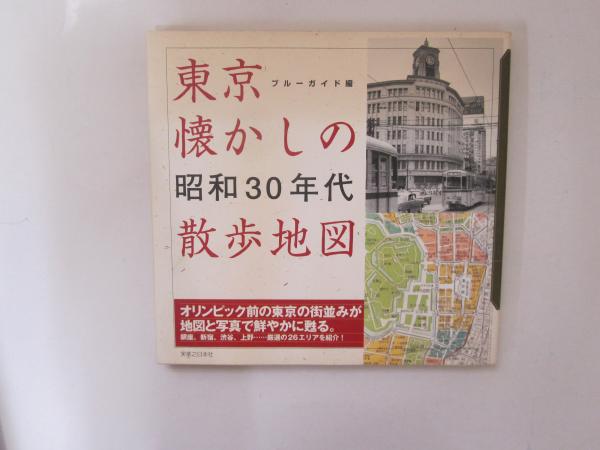 東京
ブルーガイド編
懐かしの
昭和30年代
散歩地図
オリンピック前の東京の街並みが
地図と写真で鮮やかに甦る。
銀座、新宿、渋谷、上野……厳選の26エリアを紹介！
実業之日本社